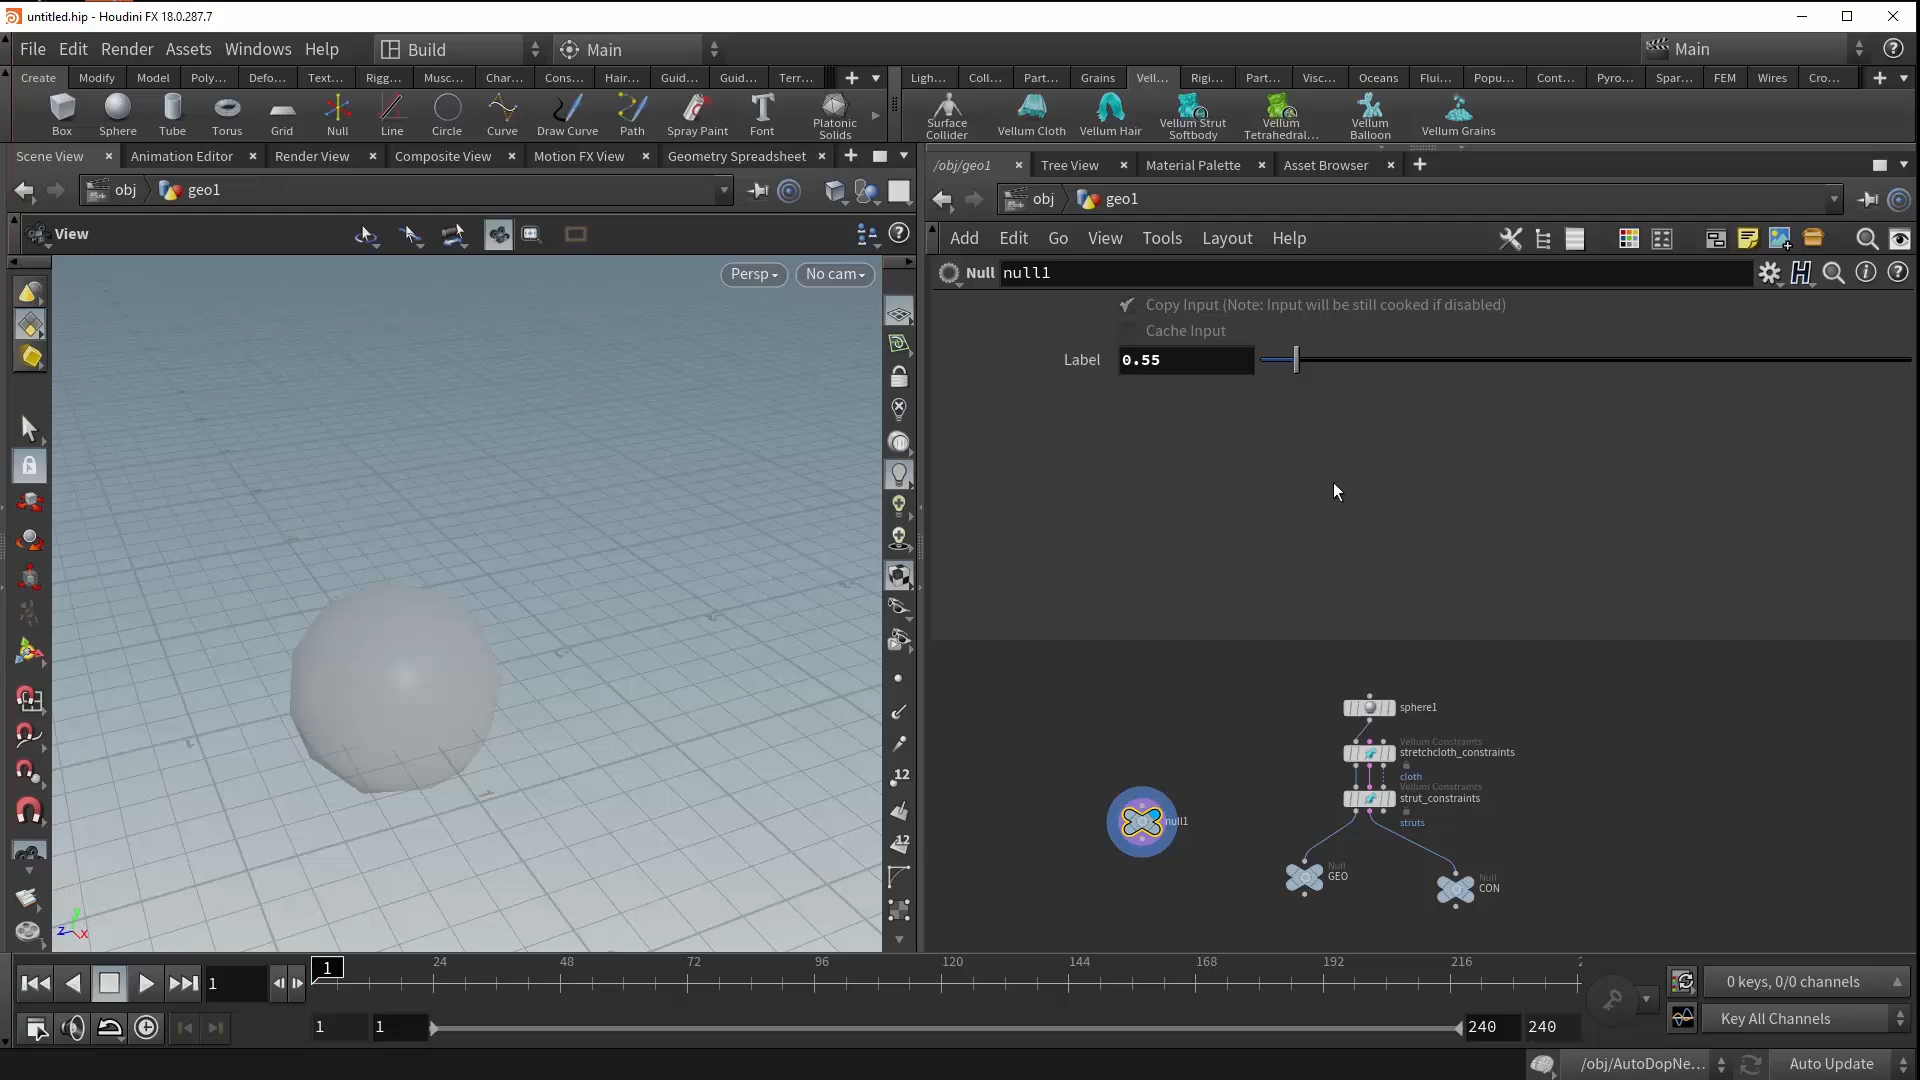 untitled.hip - Houdini FX 18.0.287.7
File Edit Render Assets Windows Help Build Main Main
Create Modify Model Poly... Defo... Text... Rigg... Musc... Char... Cons... Hair... Guid... Guid... Terr...
Ligh... Coll... Part... Grains Vell... Rigi... Part... Visc... Oceans Flui... Popu... Cont... Pyro... Spar... FEM Wires Cro...
Box Sphere Tube Torus Grid Null Line Circle Curve Draw Curve Path Spray Paint Font Platonic Solids
Surface Collider Vellum Cloth Vellum Hair Vellum Strut Softbody Vellum Tetrahedral... Vellum Balloon Vellum Grains
Scene View Animation Editor Render View Composite View Motion FX View Geometry Spreadsheet
/obj/geo1 Tree View Material Palette Asset Browser
obj geo1
obj geo1
View
Add Edit Go View Tools Layout Help
Persp No cam
Null null1
Copy Input (Note: Input will be still cooked if disabled)
Cache Input
Label 0.55
sphere1
Vellum Constraints
stretchcloth_constraints
cloth
Vellum Constraints
strut_constraints
struts
null1
Null
GEO
Null
CON
12
12
y
z x
1 1 24 48 72 96 120 144 168 192 216
0 keys, 0/0 channels
1 1 240 240 Key All Channels
/obj/AutoDopNe... Auto Update